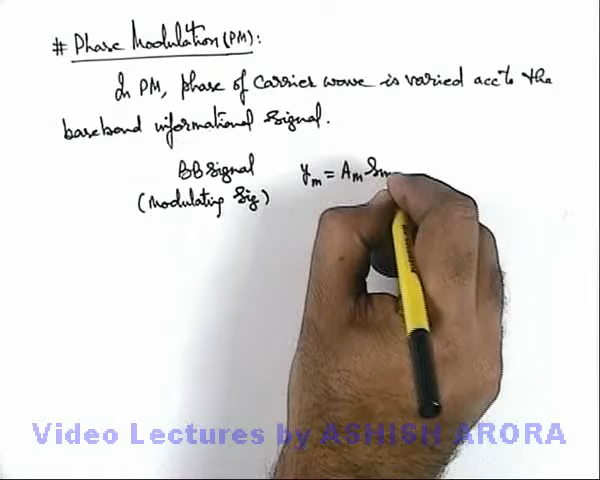 # Phase Modulation (PM):
In PM, phase of Carrier wave is varied acc. to the
baseband informational Signal.
BB Signal y_m = A_m Sin
(Modulating Sig)
Video Lectures by ASHISH ARORA